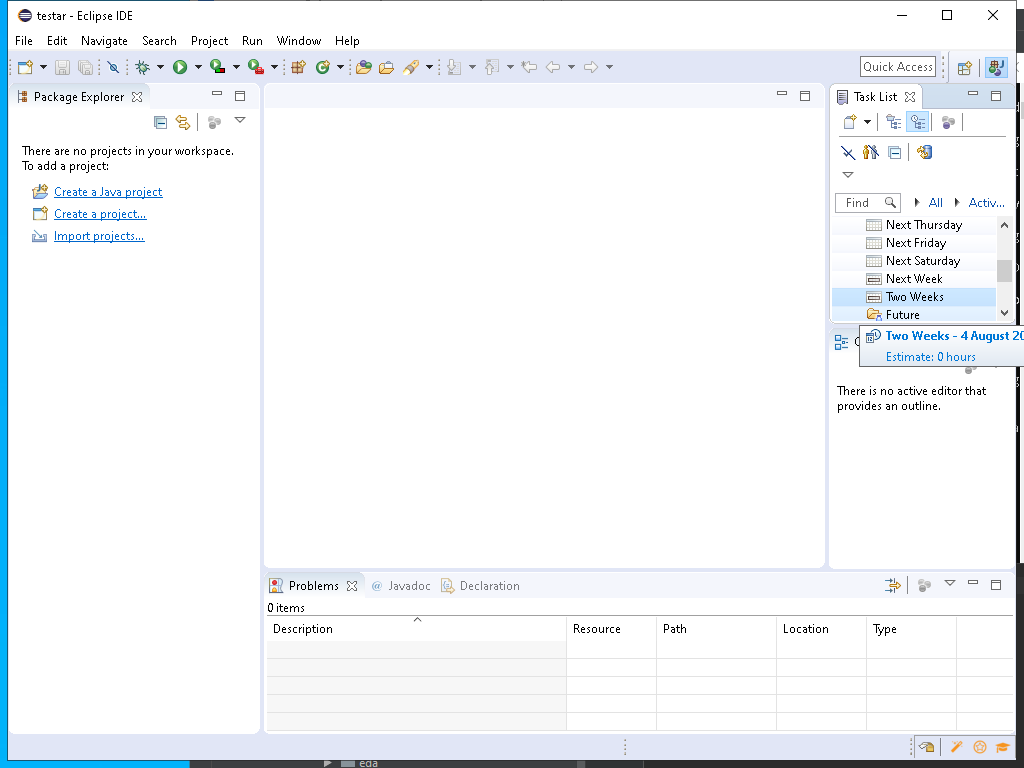 testar - Eclipse IDE
File Edit Navigate Search Project Run Window Help
Quick Access
Package Explorer
There are no projects in your workspace.
To add a project:
Create a Java project
Create a project...
Import projects...
Task List
Find All Activ...
Next Thursday
Next Friday
Next Saturday
Next Week
Two Weeks
Future
Two Weeks - 4 August 20
Estimate: 0 hours
There is no active editor that
provides an outline.
Problems @ Javadoc Declaration
0 items
Description Resource Path Location Type
eda